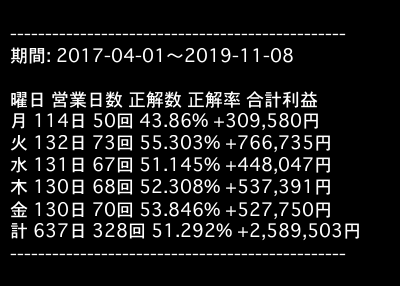 ------------------------------------------------
期間: 2017-04-01～2019-11-08
曜日 営業日数 正解数 正解率 合計利益
月 114日 50回 43.86% +309,580円
火 132日 73回 55.303% +766,735円
水 131日 67回 51.145% +448,047円
木 130日 68回 52.308% +537,391円
金 130日 70回 53.846% +527,750円
計 637日 328回 51.292% +2,589,503円
------------------------------------------------